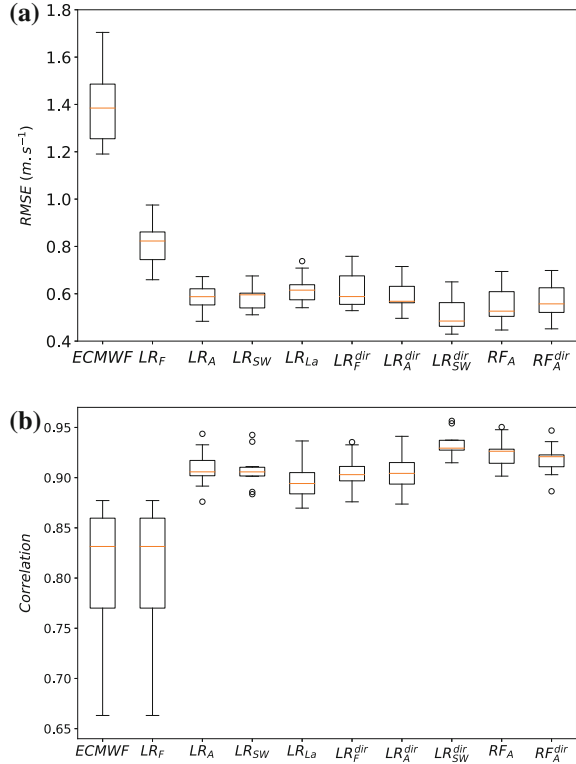 (a)
1.8
1.6
1.4
1.2
1.0
0.8
0.6
0.4
RMSE (m.s⁻¹)
ECMWF LR_F LR_A LR_SW LR_La LR_F^dir LR_A^dir LR_SW^dir RF_A RF_A^dir
(b)
0.95
0.90
0.85
0.80
0.75
0.70
0.65
Correlation
ECMWF LR_F LR_A LR_SW LR_La LR_F^dir LR_A^dir LR_SW^dir RF_A RF_A^dir